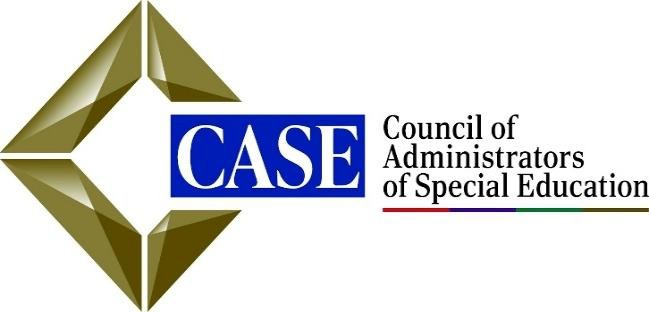 CASE
Council of
Administrators
of Special Education